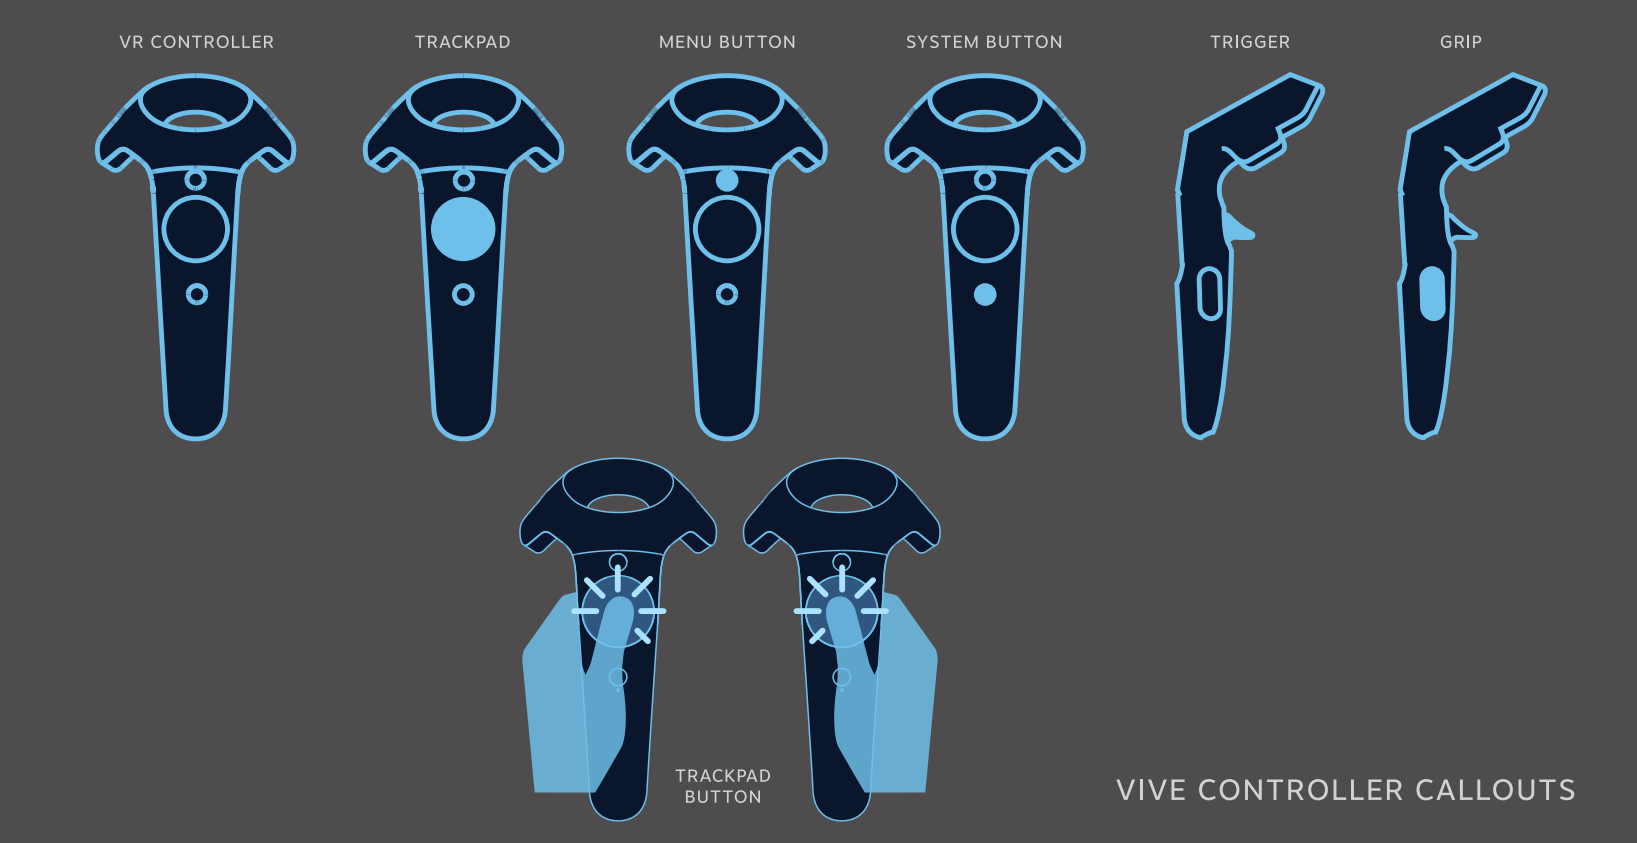 VR CONTROLLER
TRACKPAD
MENU BUTTON
SYSTEM BUTTON
TRIGGER
GRIP
TRACKPAD
BUTTON
VIVE CONTROLLER CALLOUTS